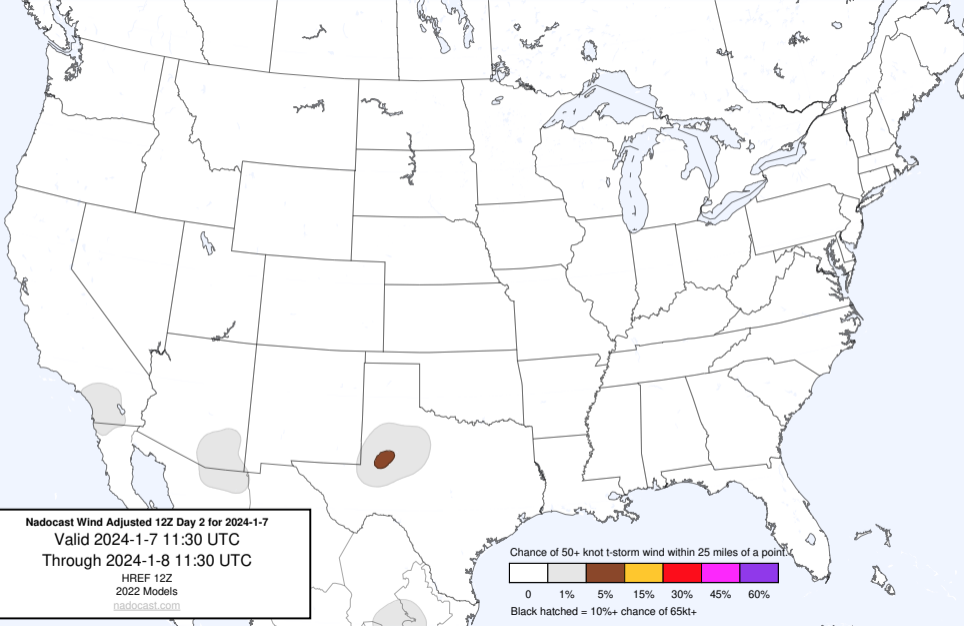 Nadocast Wind Adjusted 12Z Day 2 for 2024-1-7
Valid 2024-1-7 11:30 UTC
Through 2024-1-8 11:30 UTC
HREF 12Z
2022 Models
nadocast.com
Chance of 50+ knot t-storm wind within 25 miles of a point.
0 1% 5% 15% 30% 45% 60%
Black hatched = 10%+ chance of 65kt+